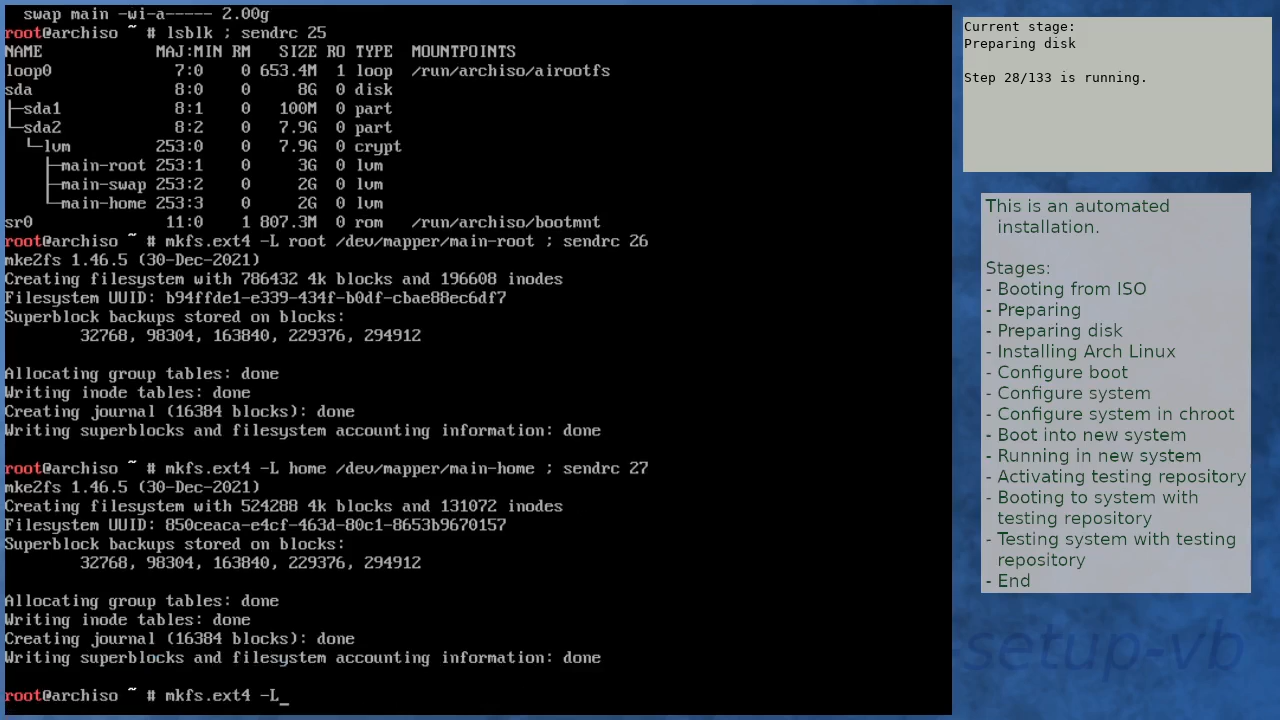 swap main -wi-a----- 2.00g
root@archiso ~ # lsblk ; sendrc 25
NAME            MAJ:MIN RM   SIZE RO TYPE  MOUNTPOINTS
loop0             7:0    0 653.4M  1 loop  /run/archiso/airootfs
sda               8:0    0     8G  0 disk
├─sda1            8:1    0   100M  0 part
└─sda2            8:2    0   7.9G  0 part
  └─lvm         253:0    0   7.9G  0 crypt
    ├─main-root 253:1    0     3G  0 lvm
    ├─main-swap 253:2    0     2G  0 lvm
    └─main-home 253:3    0     2G  0 lvm
sr0              11:0    1 807.3M  0 rom   /run/archiso/bootmnt
root@archiso ~ # mkfs.ext4 -L root /dev/mapper/main-root ; sendrc 26
mke2fs 1.46.5 (30-Dec-2021)
Creating filesystem with 786432 4k blocks and 196608 inodes
Filesystem UUID: b94ffde1-e339-434f-b0df-cbae88ec6df7
Superblock backups stored on blocks:
        32768, 98304, 163840, 229376, 294912
Allocating group tables: done
Writing inode tables: done
Creating journal (16384 blocks): done
Writing superblocks and filesystem accounting information: done
root@archiso ~ # mkfs.ext4 -L home /dev/mapper/main-home ; sendrc 27
mke2fs 1.46.5 (30-Dec-2021)
Creating filesystem with 524288 4k blocks and 131072 inodes
Filesystem UUID: 850ceaca-e4cf-463d-80c1-8653b9670157
Superblock backups stored on blocks:
        32768, 98304, 163840, 229376, 294912
Allocating group tables: done
Writing inode tables: done
Creating journal (16384 blocks): done
Writing superblocks and filesystem accounting information: done
root@archiso ~ # mkfs.ext4 -L_
Current stage:
Preparing disk
Step 28/133 is running.
This is an automated
installation.
Stages:
- Booting from ISO
- Preparing
- Preparing disk
- Installing Arch Linux
- Configure boot
- Configure system
- Configure system in chroot
- Boot into new system
- Running in new system
- Activating testing repository
- Booting to system with
testing repository
- Testing system with testing
repository
- End
-setup-vb